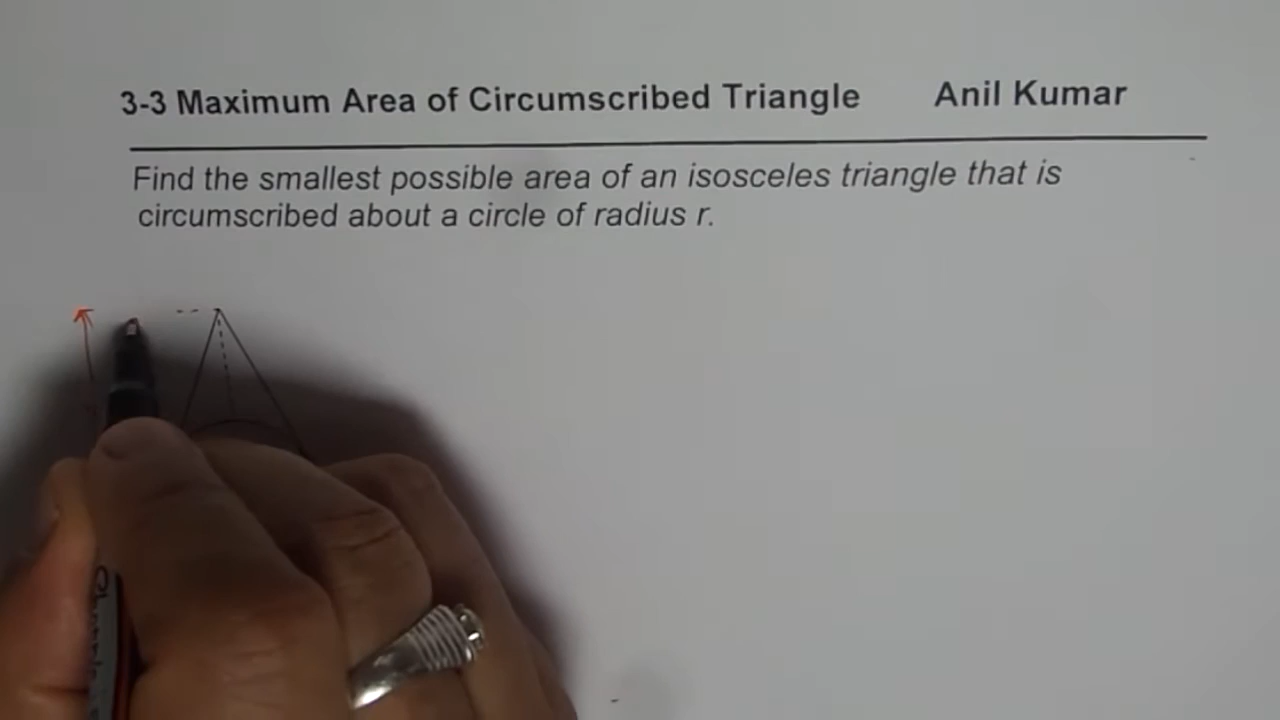 3-3 Maximum Area of Circumscribed Triangle Anil Kumar
Find the smallest possible area of an isosceles triangle that is
circumscribed about a circle of radius r.